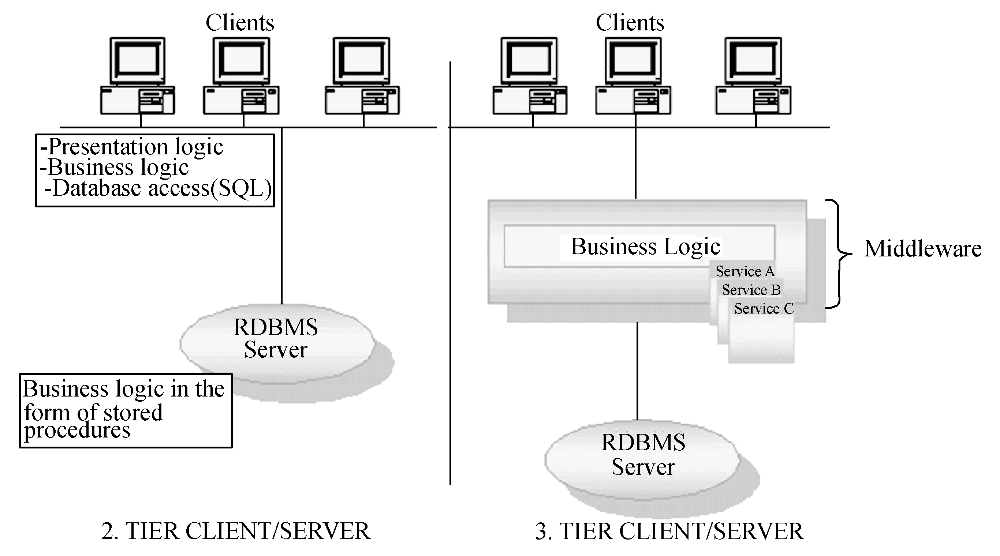 Clients
-Presentation logic
-Business logic
-Database access(SQL)
RDBMS
Server
Business logic in the
form of stored
procedures
2. TIER CLIENT/SERVER
Clients
Business Logic
Service A
Service B
Service C
Middleware
RDBMS
Server
3. TIER CLIENT/SERVER